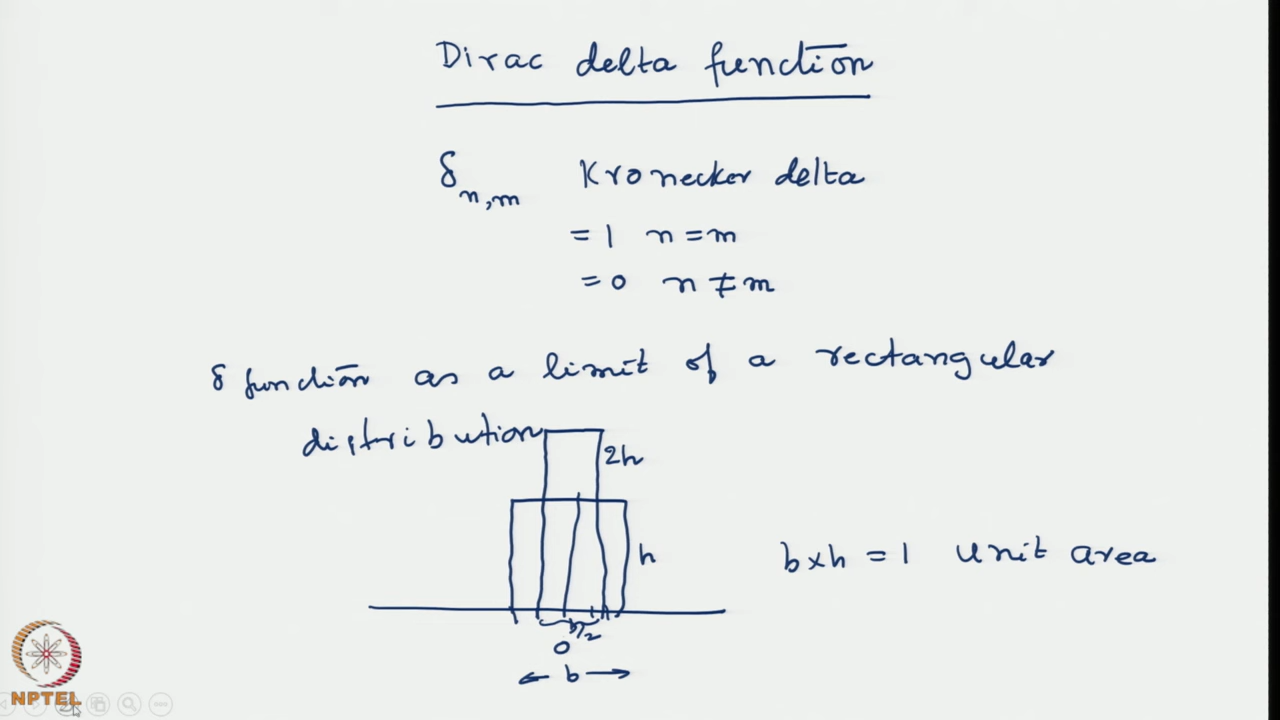 Dirac delta function
δn,m Kronecker delta
= 1 n = m
= 0 n ≠ m
δ function as a limit of a rectangular
distribution
2h
h
b×h = 1 unit area
b/2
0
← b →
NPTEL